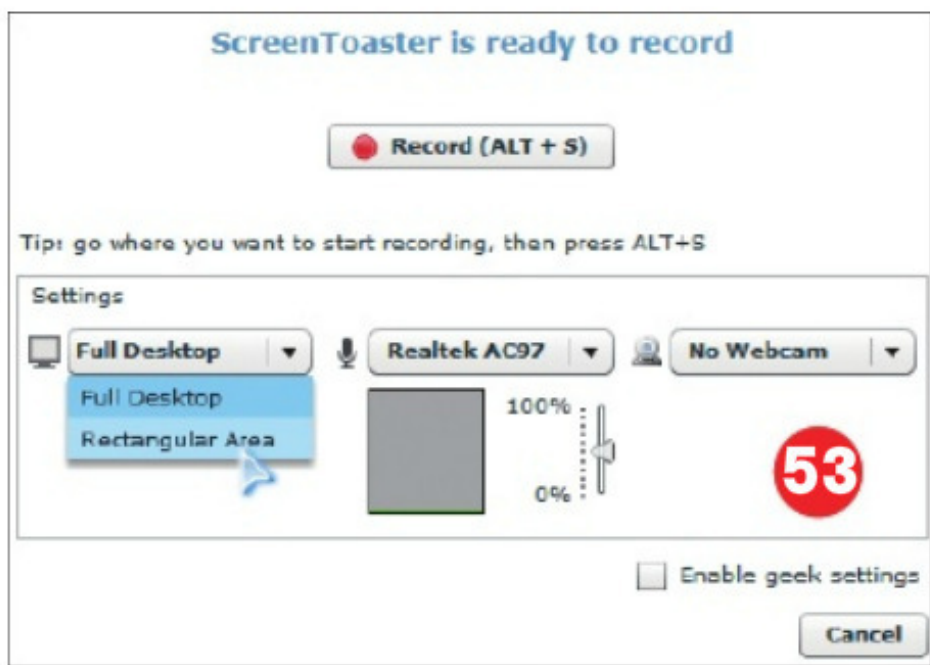 ScreenToaster is ready to record
Record (ALT + S)
Tip: go where you want to start recording, then press ALT+S
Settings
Full Desktop Realtek AC97 No Webcam
Full Desktop
Rectangular Area
100%
0%
53
Enable geek settings
Cancel